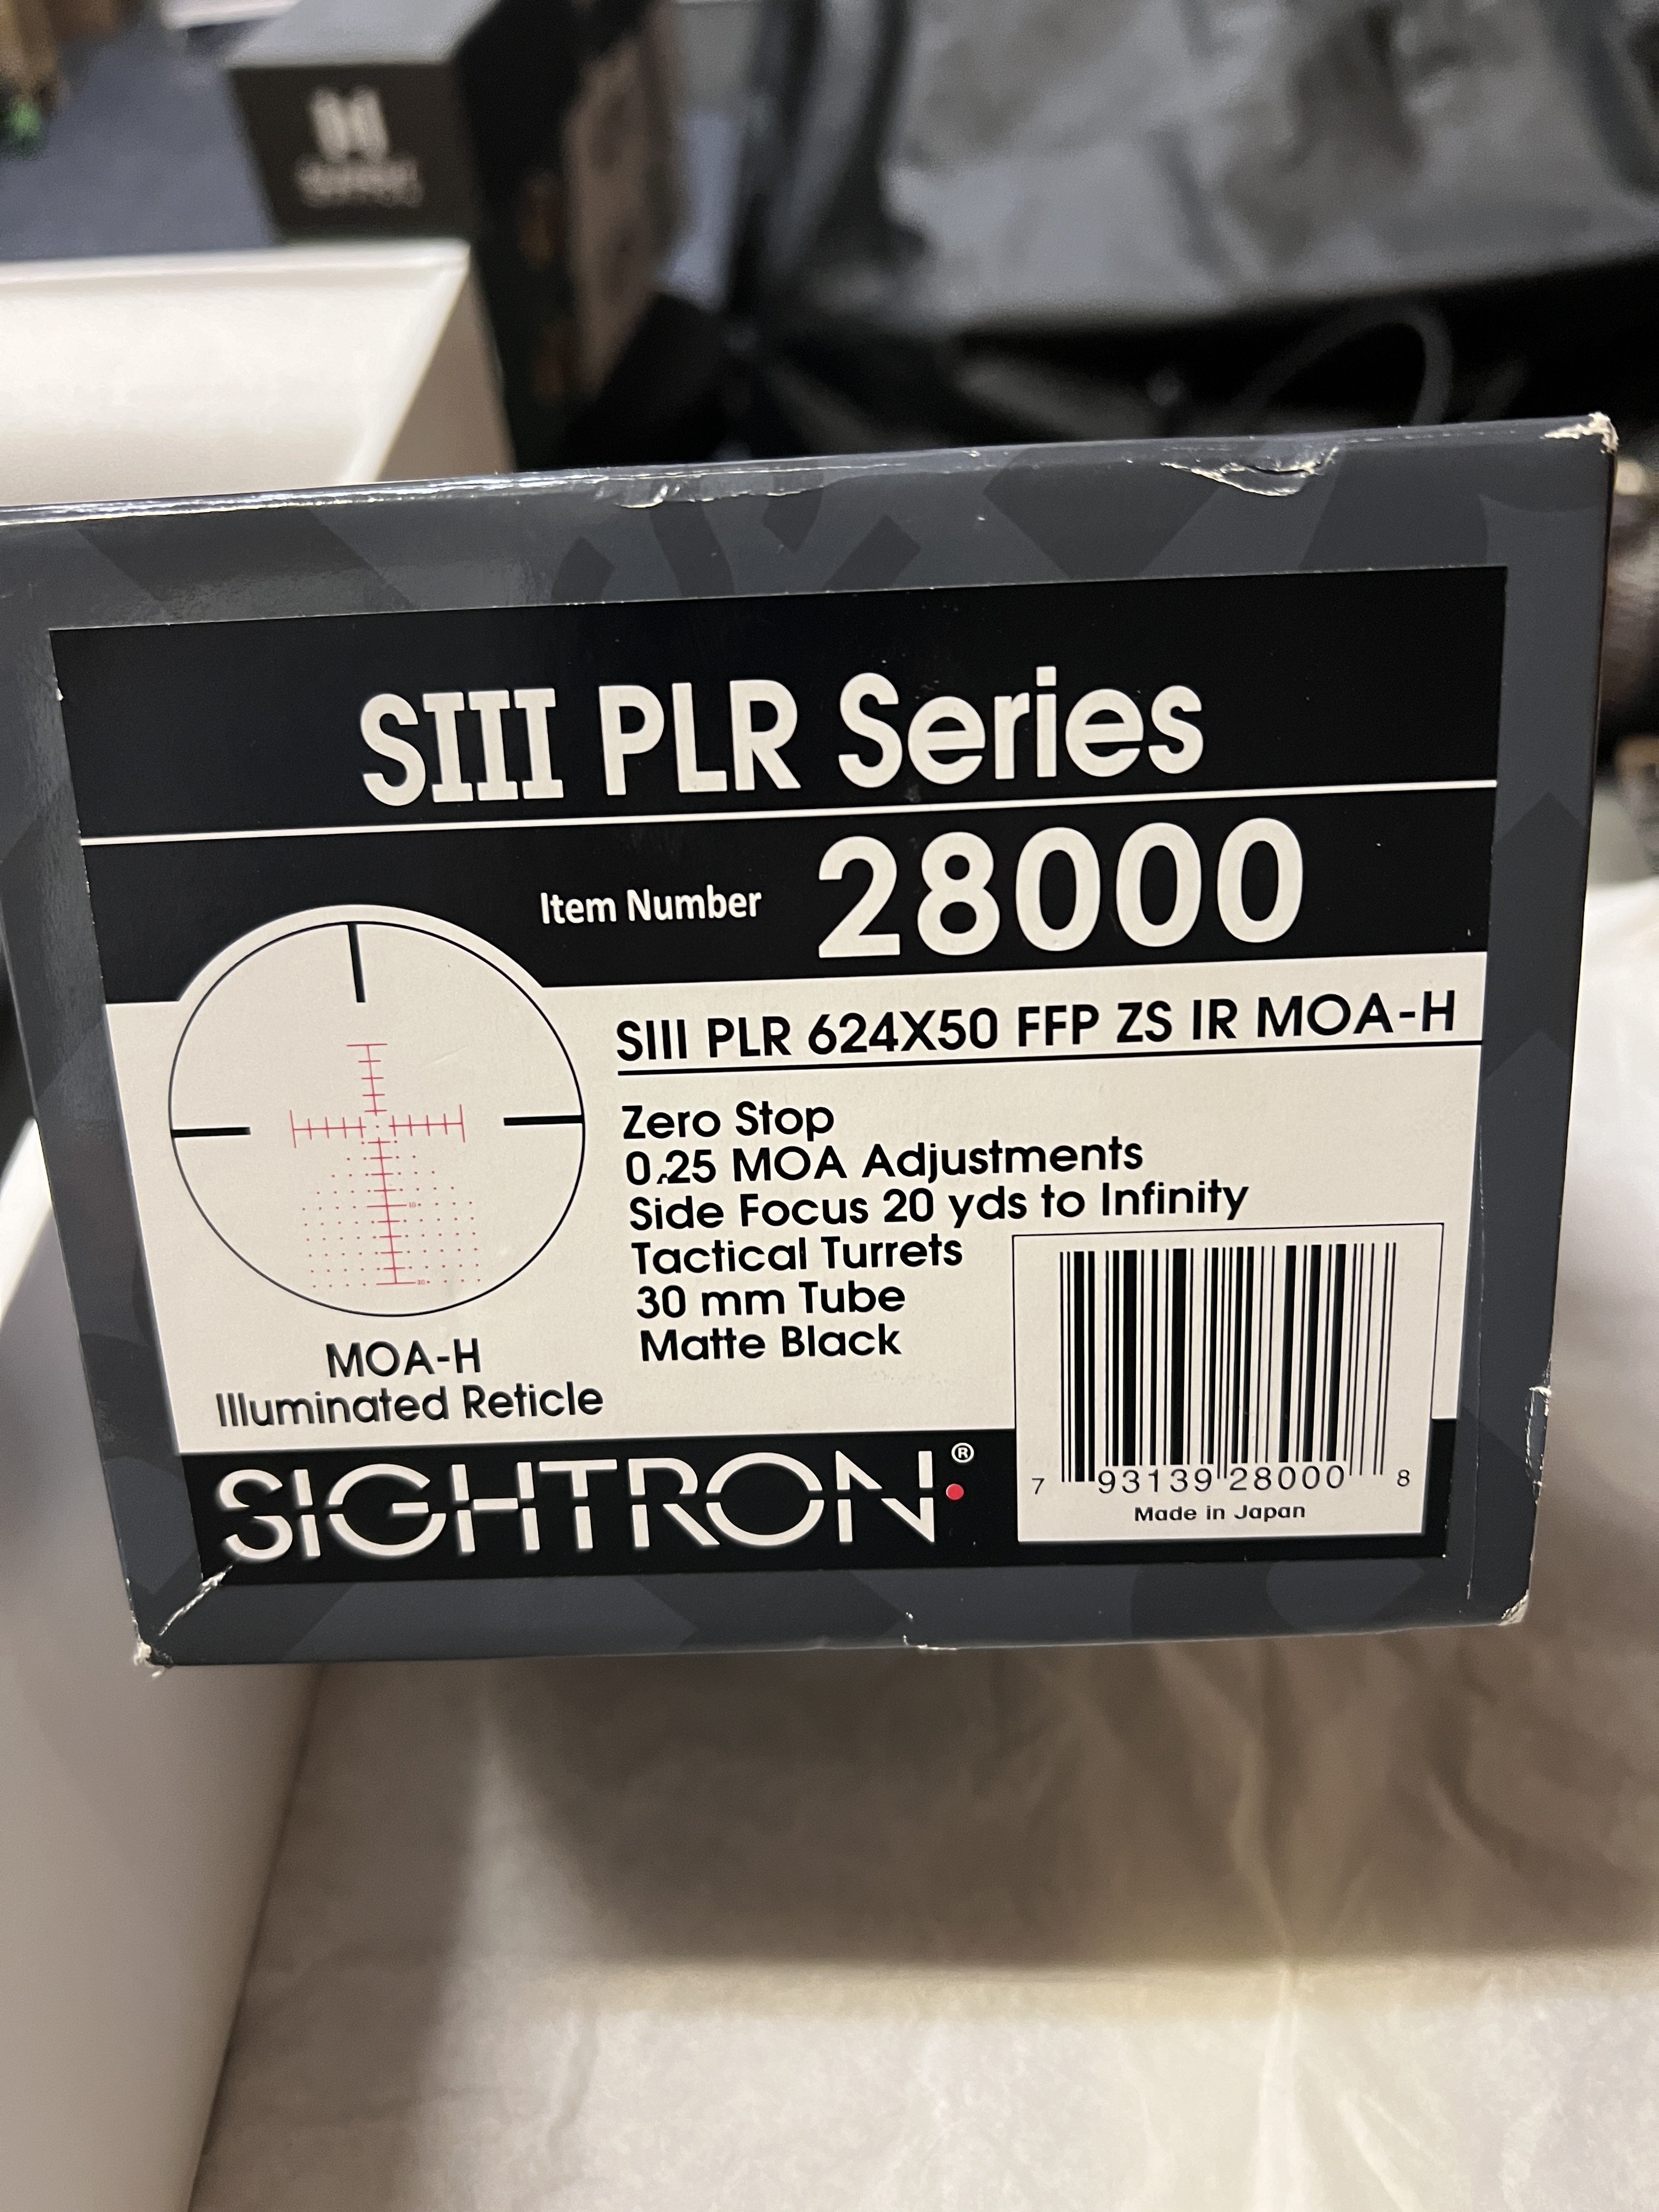 SIII PLR Series
Item Number 28000
SIII PLR 624X50 FFP ZS IR MOA-H
Zero Stop
0.25 MOA Adjustments
Side Focus 20 yds to Infinity
Tactical Turrets
30 mm Tube
Matte Black
10
20
MOA-H
Illuminated Reticle
SIGHTRON®
7 93139 28000 8
Made in Japan